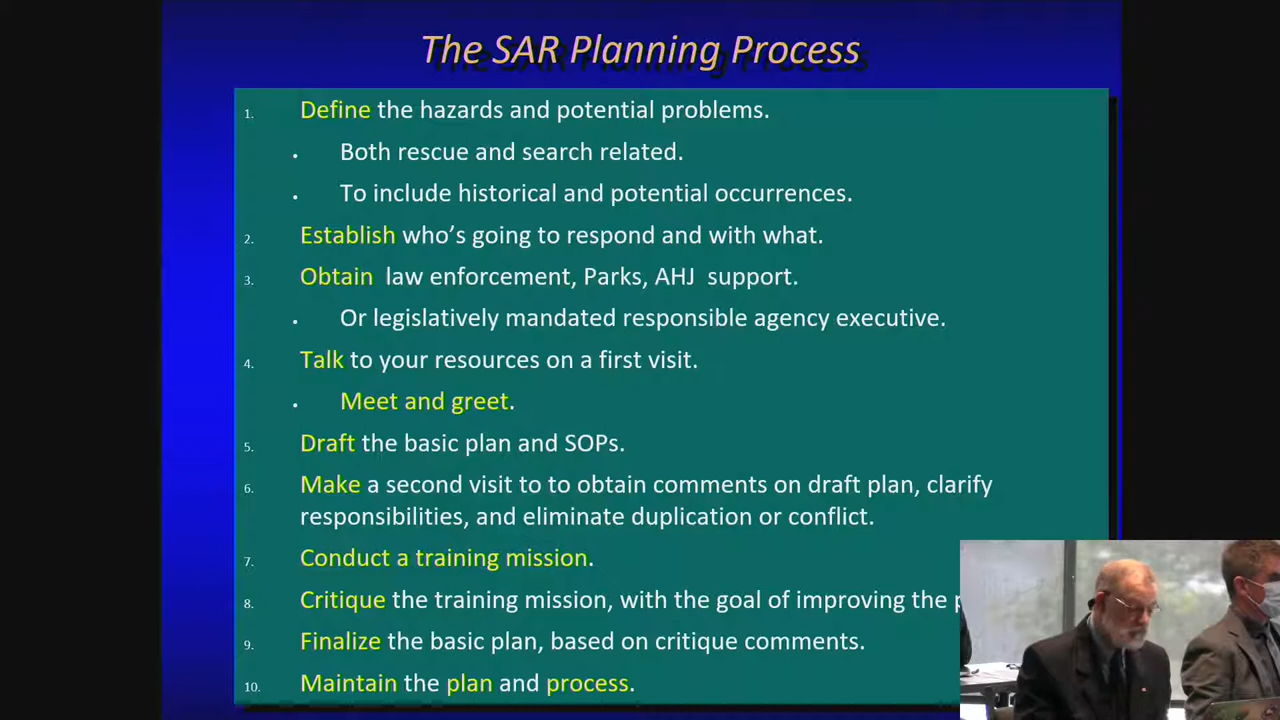 The SAR Planning Process
1. Define the hazards and potential problems.
• Both rescue and search related.
• To include historical and potential occurrences.
2. Establish who's going to respond and with what.
3. Obtain law enforcement, Parks, AHJ support.
• Or legislatively mandated responsible agency executive.
4. Talk to your resources on a first visit.
• Meet and greet.
5. Draft the basic plan and SOPs.
6. Make a second visit to to obtain comments on draft plan, clarify
responsibilities, and eliminate duplication or conflict.
7. Conduct a training mission.
8. Critique the training mission, with the goal of improving the
9. Finalize the basic plan, based on critique comments.
10. Maintain the plan and process.